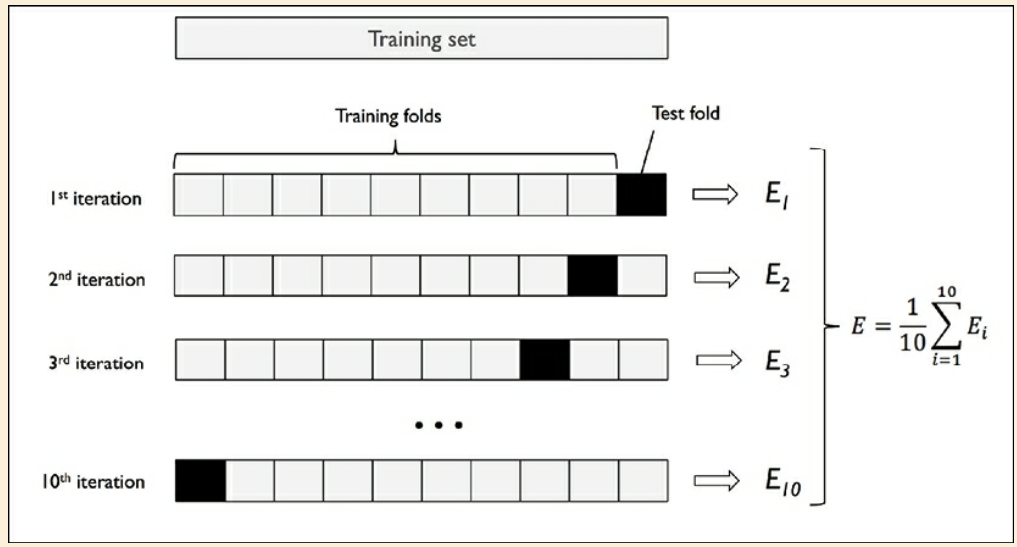 Training set
Training folds
Test fold
1st iteration
E1
2nd iteration
E2
E = 1/10 ∑ i=1 10 Ei
3rd iteration
E3
...
10th iteration
E10